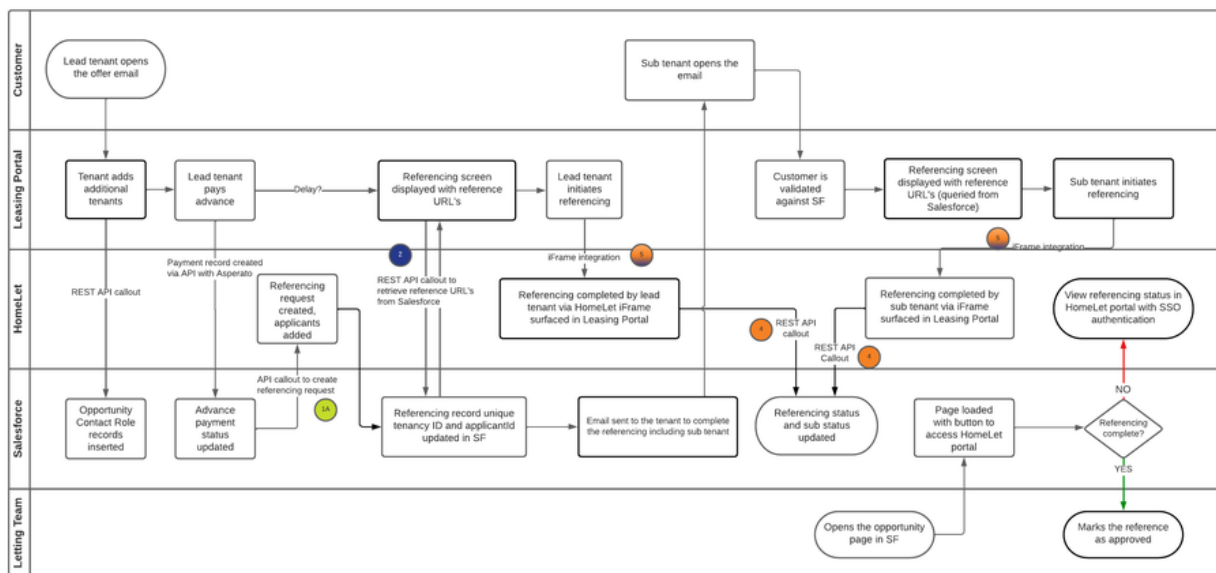 Customer
Lead tenant opens
the offer email
Sub tenant opens the
email
Leasing Portal
Tenant adds
additional
tenants
Lead tenant
pays
advance
Delay?
Referencing screen
displayed with reference
URL's
Lead tenant
initiates
referencing
Customer is
validated
against SF
Referencing screen
displayed with reference
URL's (queried from
Salesforce)
Sub tenant initiates
referencing
HomeLet
REST API callout
Payment record created
via API with Asperato
Referencing
request
created,
applicants
added
2
REST API callout to
retrieve reference URL's
from Salesforce
iFrame integration
Referencing completed by lead
tenant via HomeLet iFrame
surfaced in Leasing Portal
REST API
callout
4
iFrame integration
Referencing completed by
sub tenant via iFrame
surfaced in Leasing Portal
REST API
Callout
4
View referencing status in
HomeLet portal with SSO
authentication
Salesforce
Opportunity
Contact Role
records
inserted
Advance
payment
status
updated
API callout to create
referencing request
1A
Referencing record unique
tenancy ID and applicantId
updated in SF
Email sent to the tenant to complete
the referencing including sub tenant
Referencing status
and sub status
updated
Page loaded
with button to
access HomeLet
portal
Referencing
complete?
NO
YES
Letting Team
Opens the opportunity
page in SF
Marks the reference
as approved